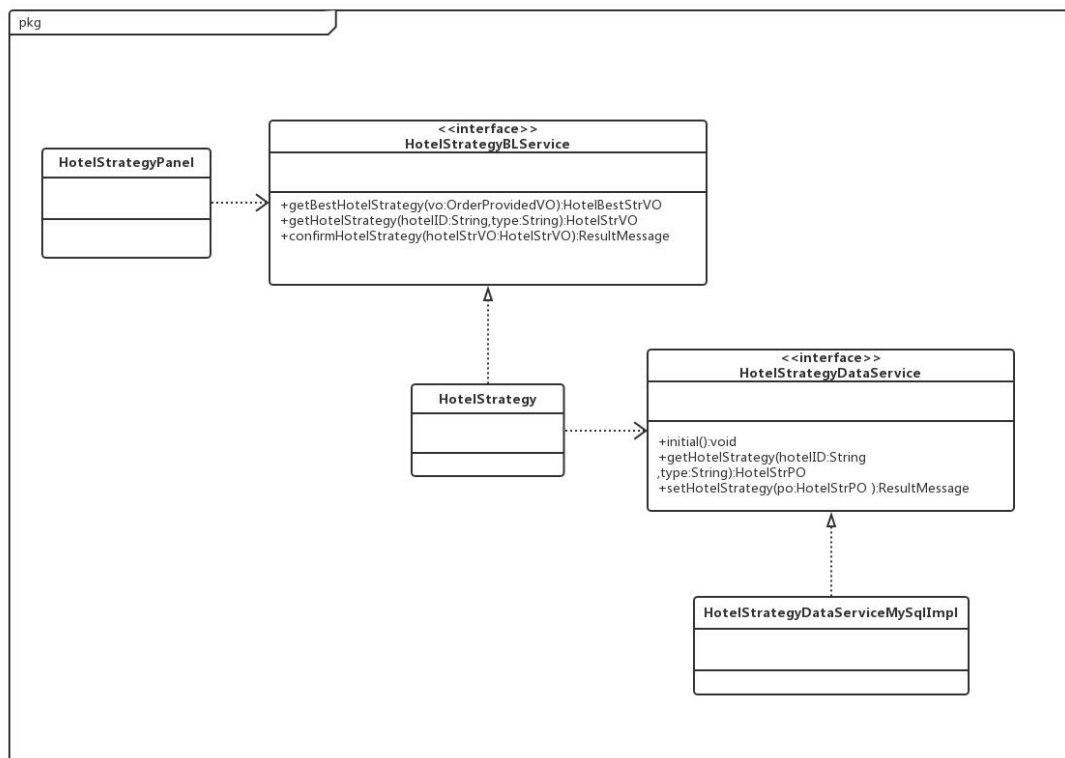 pkg
HotelStrategyPanel
<<interface>>
HotelStrategyBLService
+getBestHotelStrategy(vo:OrderProvidedVO):HotelBestStrVO
+getHotelStrategy(hotelID:String,type:String):HotelStrVO
+confirmHotelStrategy(hotelStrVO:HotelStrVO):ResultMessage
HotelStrategy
<<interface>>
HotelStrategyDataService
+initial():void
+getHotelStrategy(hotelID:String
,type:String):HotelStrPO
+setHotelStrategy(po:HotelStrPO ):ResultMessage
HotelStrategyDataServiceMySqlImpl